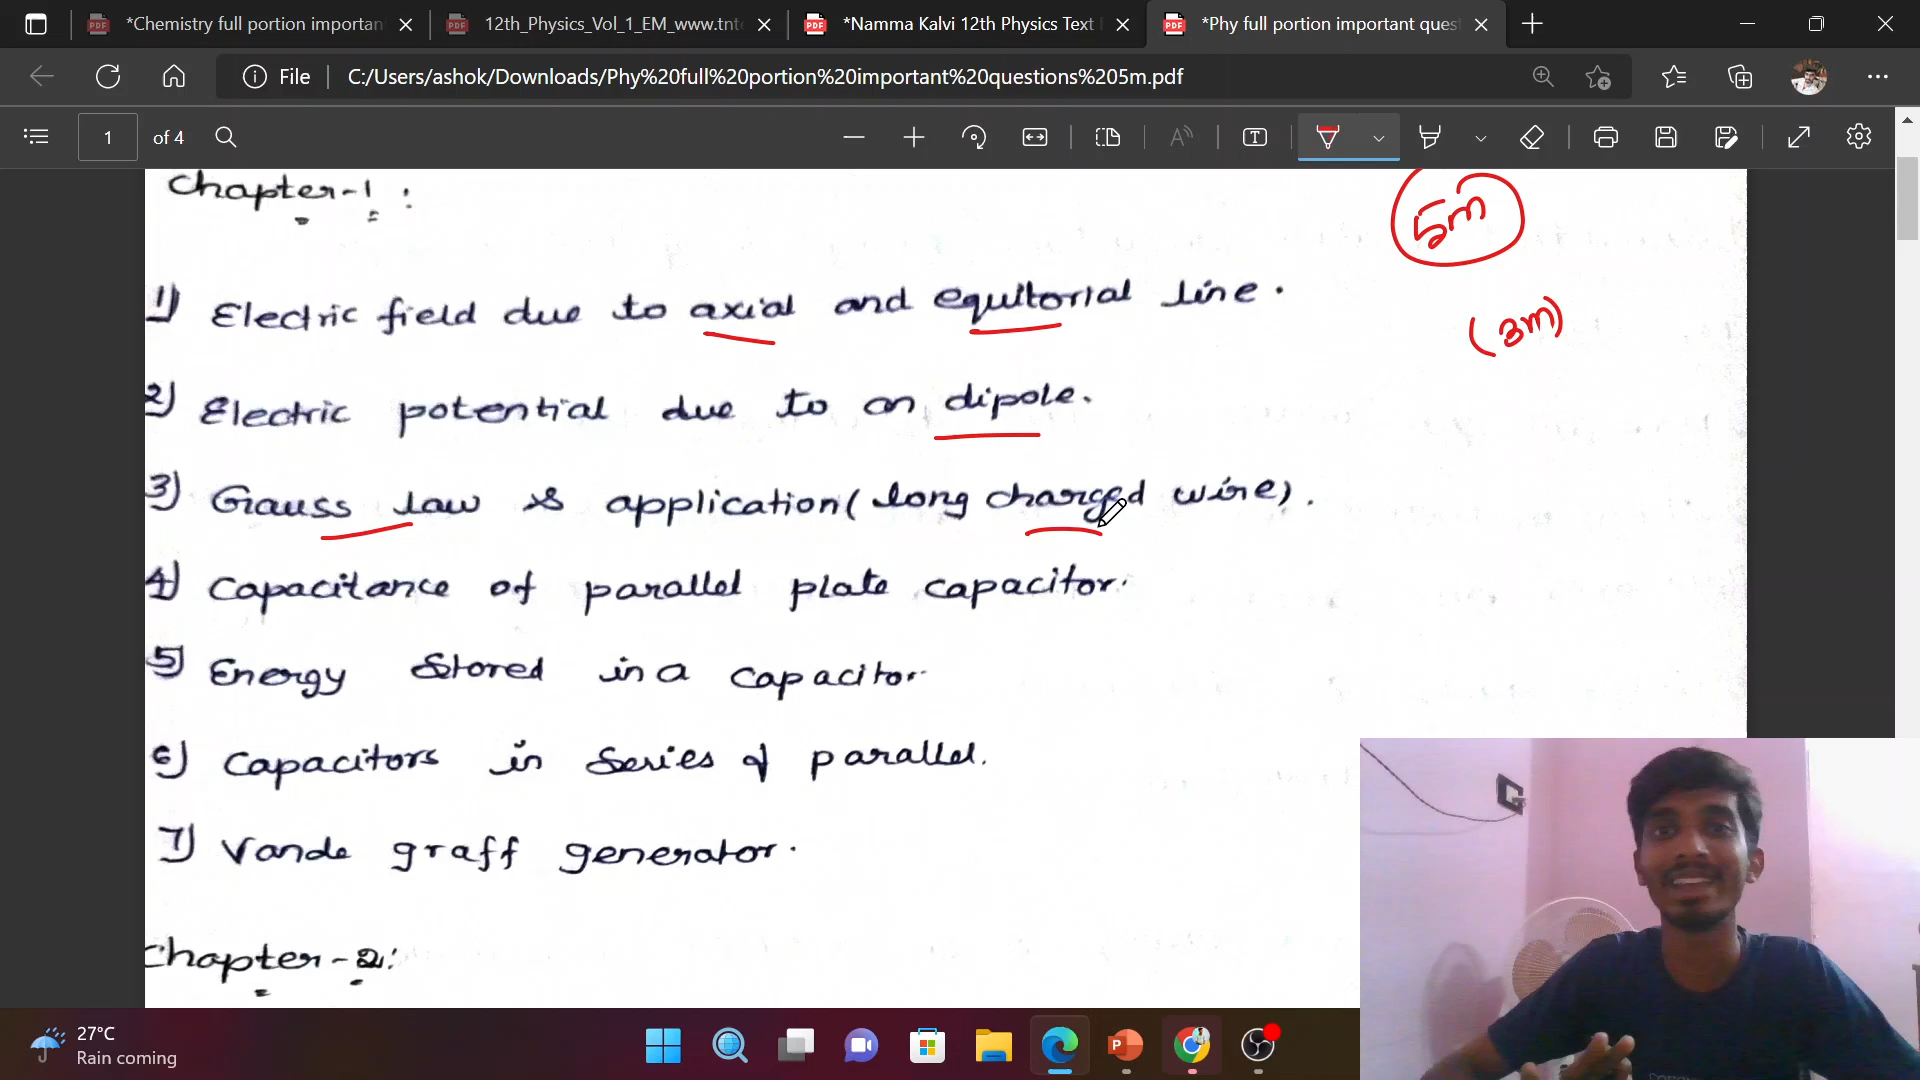 *Chemistry full portion importan
12th_Physics_Vol_1_EM_www.tnt
*Namma Kalvi 12th Physics Text
*Phy full portion important ques
File
C:/Users/ashok/Downloads/Phy%20full%20portion%20important%20questions%205m.pdf
1 of 4
Chapter-1 :
5m
1) Electric field due to axial and equitorial line.
(3m)
2) Electric potential due to an dipole.
3) Gauss law & application (long charged wire).
4) Capacitance of parallel plate capacitor.
5) Energy stored in a capacitor.
6) Capacitors in series & parallel.
7) Vande graff generator.
Chapter-2:
27°C
Rain coming